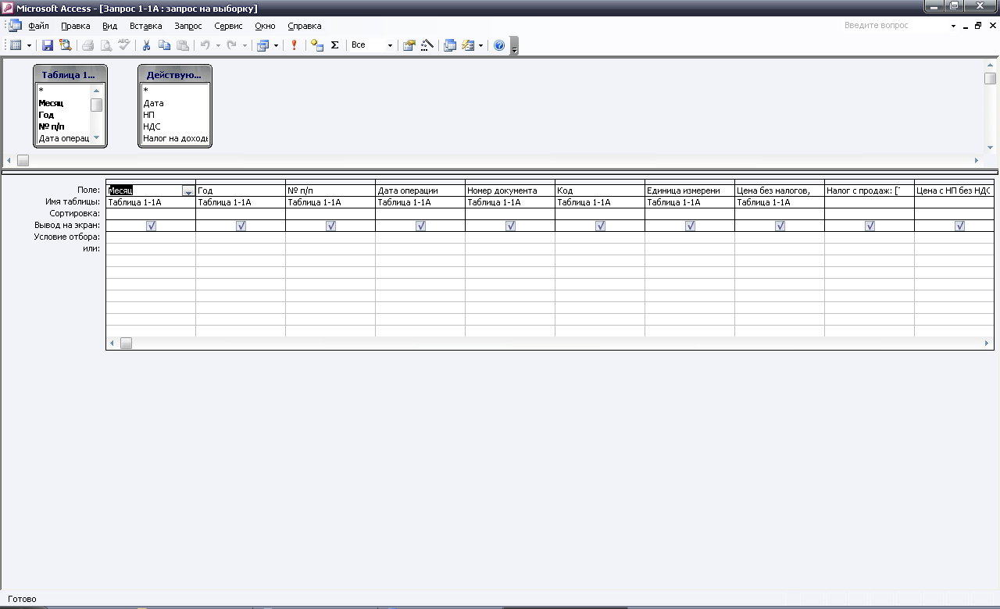 Microsoft Access - [Запрос 1-1А : запрос на выборку]
Файл Правка Вид Вставка Запрос Сервис Окно Справка Введите вопрос
Все
Таблица 1... Действую...
* *
Месяц Дата
Год НП
№ п/п НДС
Дата операц Налог на доход
Поле: Месяц Год № п/п Дата операции Номер документа Код Единица измерени Цена без налогов, Налог с продаж: [ Цена с НП без НДС
Имя таблицы: Таблица 1-1А Таблица 1-1А Таблица 1-1А Таблица 1-1А Таблица 1-1А Таблица 1-1А Таблица 1-1А Таблица 1-1А
Сортировка:
Вывод на экран:
Условие отбора:
или:
Готово